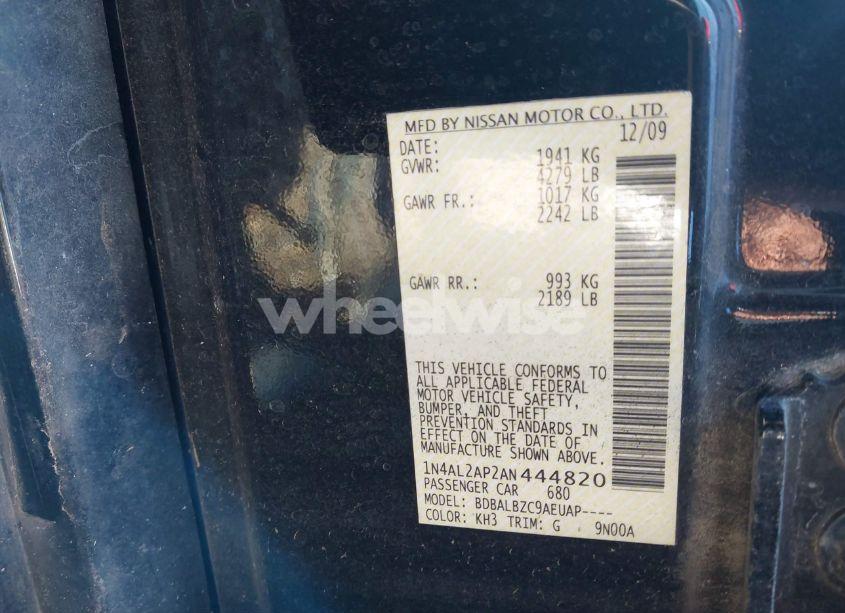 MFD BY NISSAN MOTOR CO., LTD.
DATE: 12/09
GVWR: 1941 KG
4279 LB
GAWR FR.: 1017 KG
2242 LB
GAWR RR.: 993 KG
2189 LB
THIS VEHICLE CONFORMS TO
ALL APPLICABLE FEDERAL
MOTOR VEHICLE SAFETY,
BUMPER, AND THEFT
PREVENTION STANDARDS IN
EFFECT ON THE DATE OF
MANUFACTURE SHOWN ABOVE.
1N4AL2AP2AN444820
PASSENGER CAR 680
MODEL: BDBALBZC9AEUAP----
COLOR: KH3 TRIM: G 9N00A
wheelwise